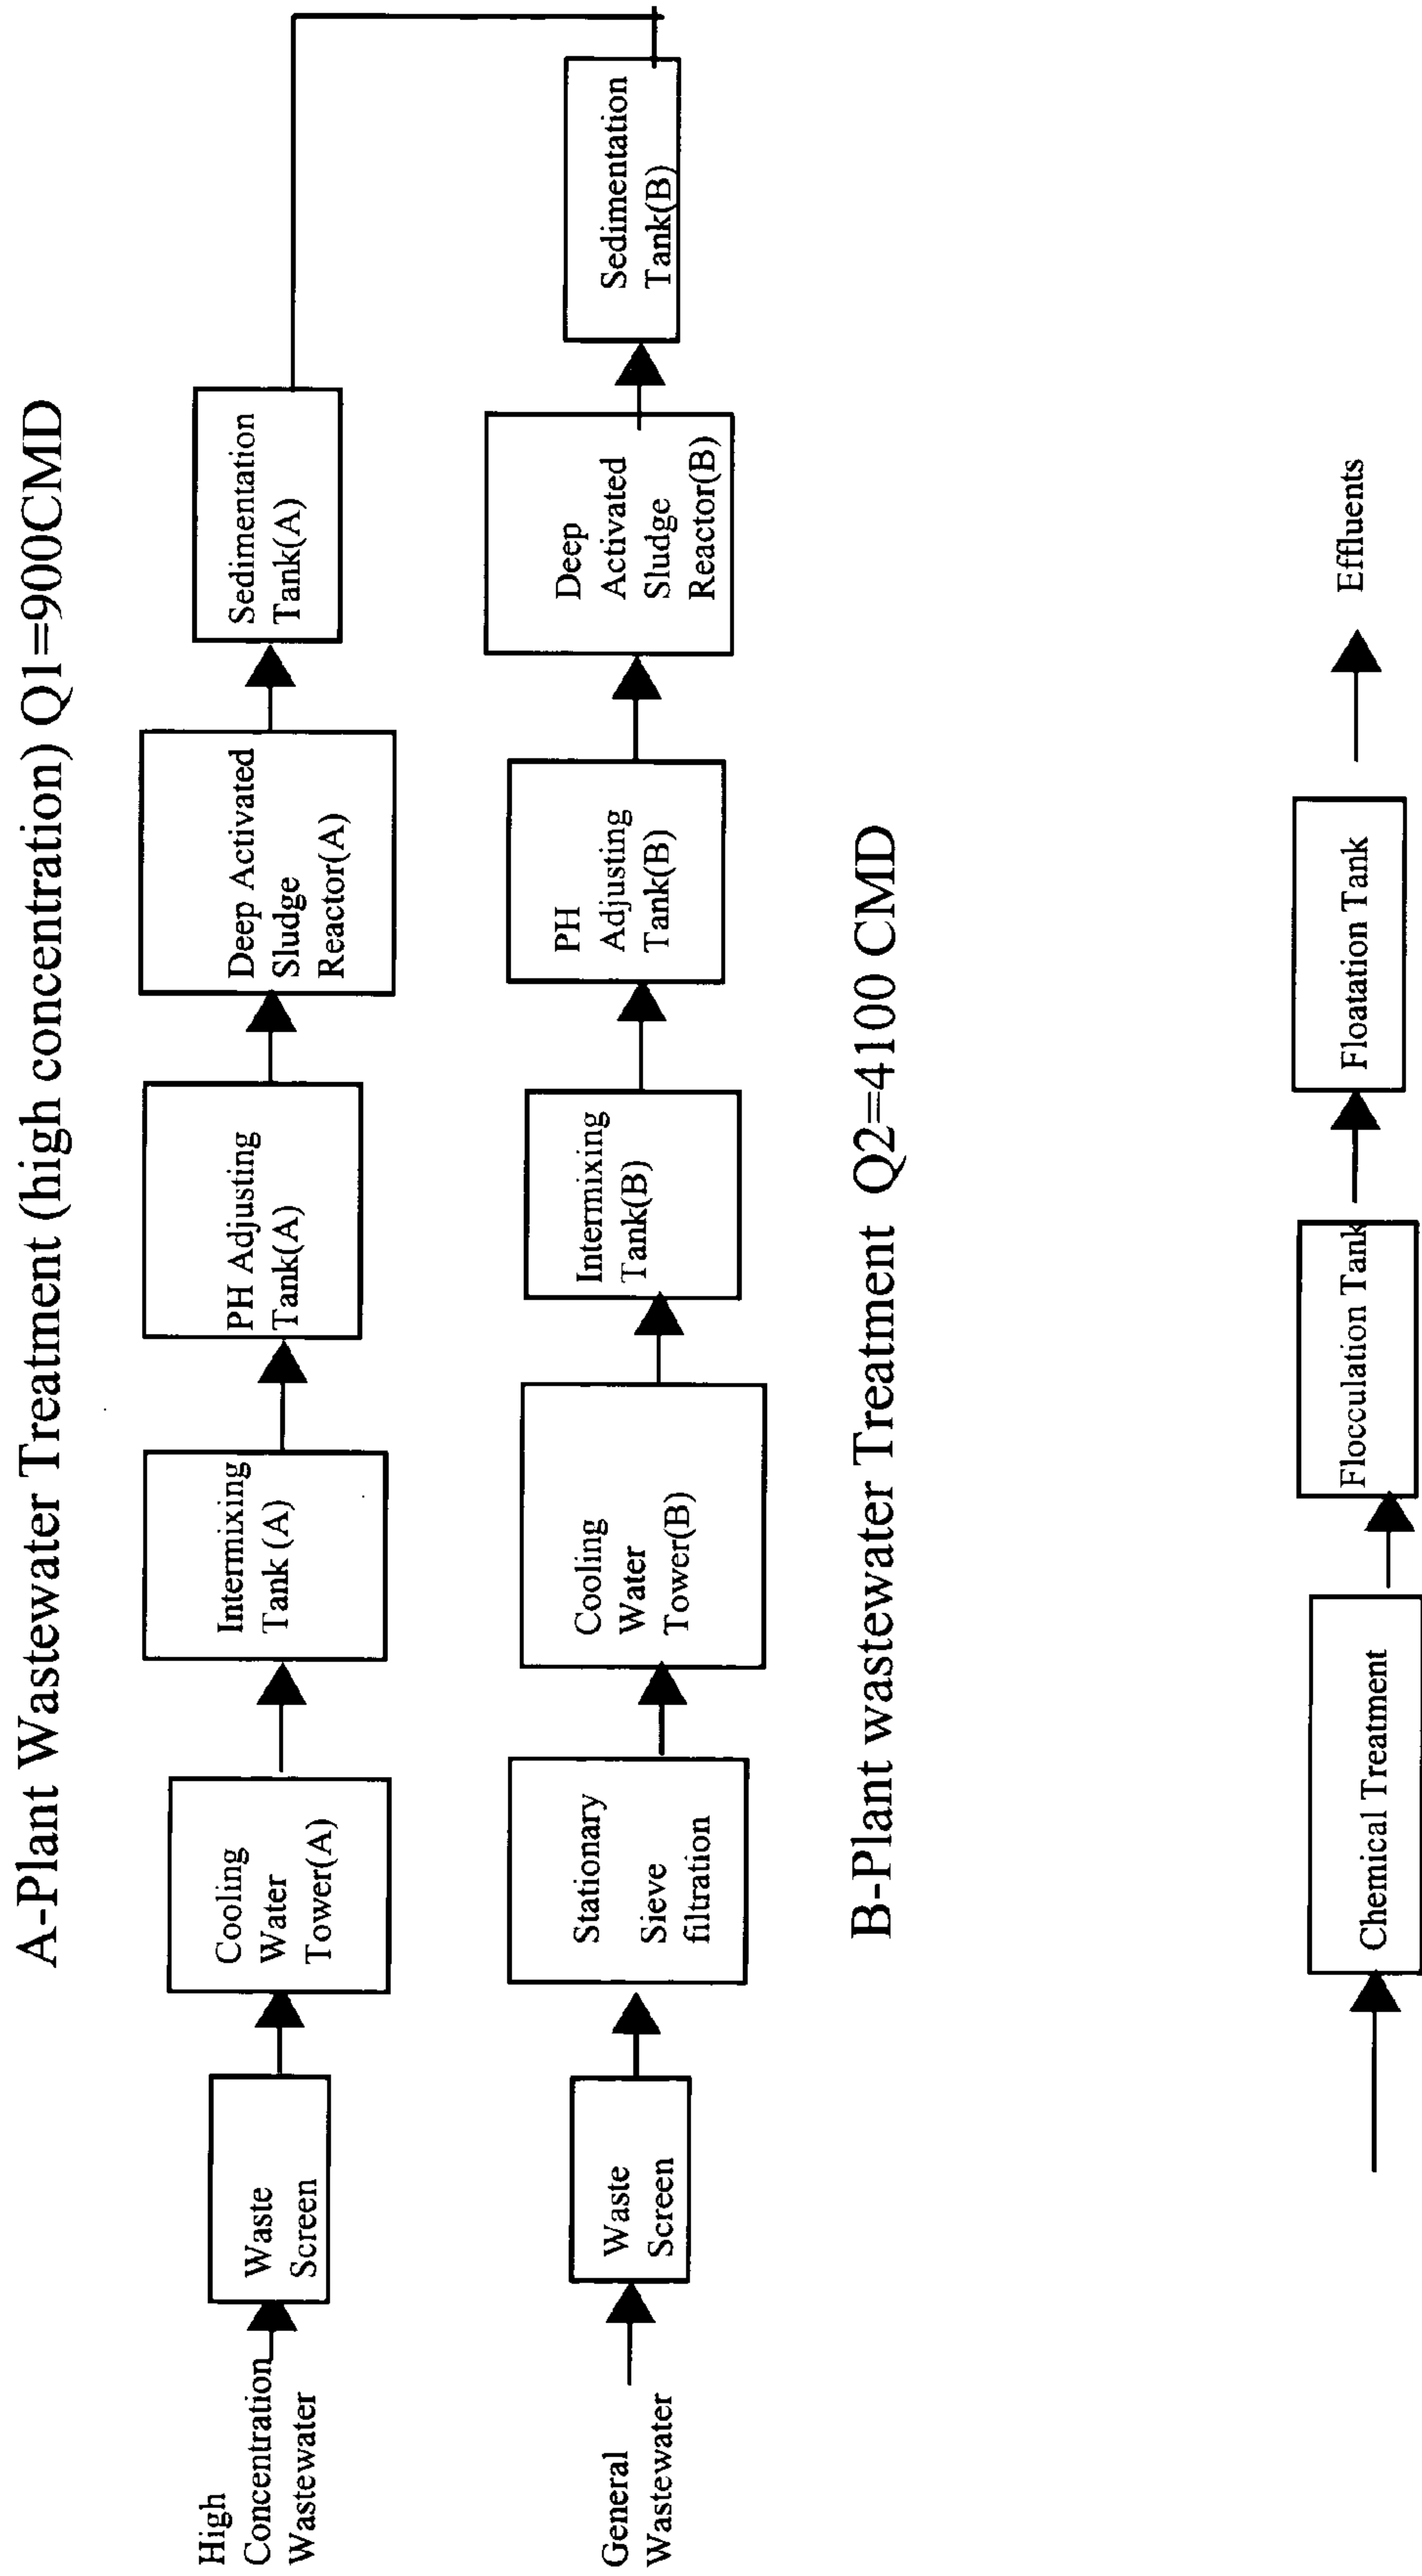 A-Plant Wastewater Treatment (high concentration) Q1=900CMD
High
Concentration
Wastewater
Waste
Screen
Cooling
Water
Tower(A)
Intermixing
Tank (A)
PH Adjusting
Tank(A)
Deep Activated
Sludge
Reactor(A)
Sedimentation
Tank(A)
General
Wastewater
Waste
Screen
Stationary
Sieve
filtration
Cooling
Water
Tower(B)
Intermixing
Tank(B)
PH
Adjusting
Tank(B)
Deep
Activated
Sludge
Reactor(B)
Sedimentation
Tank(B)
B-Plant wastewater Treatment Q2=4100 CMD
Chemical Treatment
Flocculation Tank
Floatation Tank
Effluents